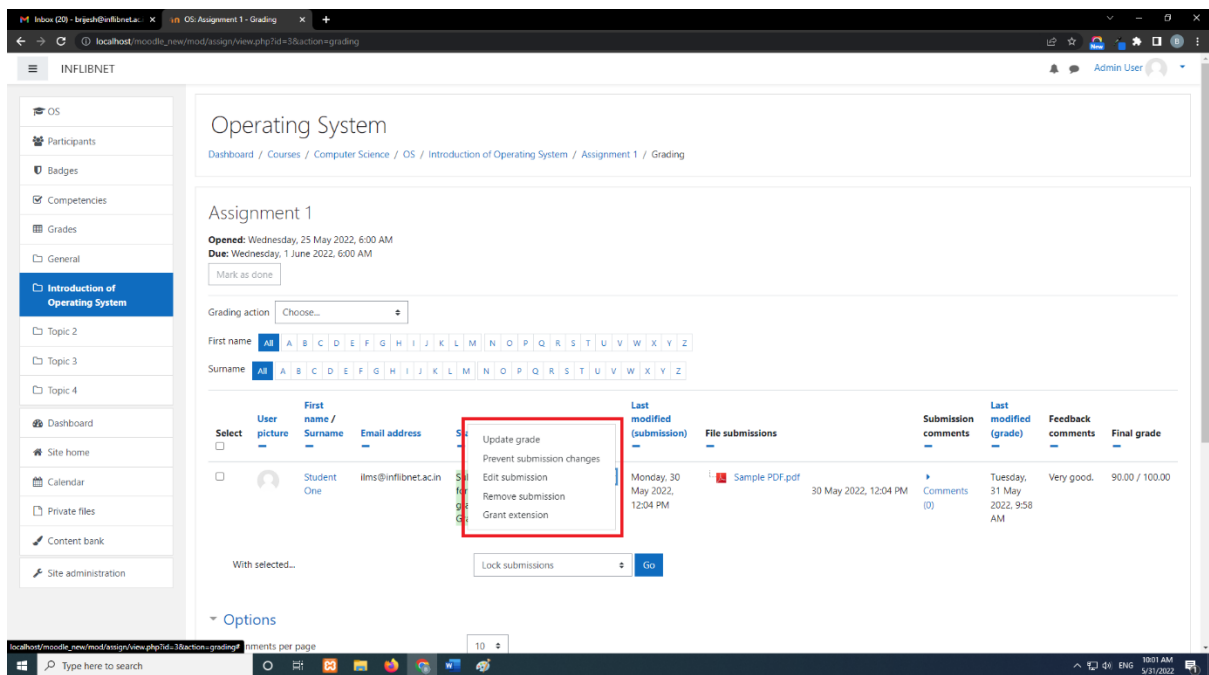 Inbox (20) - brijesh@inflibnet.ac.i
OS: Assignment 1 - Grading
localhost/moodle_new/mod/assign/view.php?id=3&action=grading
New
B
INFLIBNET
Admin User
OS
Participants
Badges
Competencies
Grades
General
Introduction of
Operating System
Topic 2
Topic 3
Topic 4
Dashboard
Site home
Calendar
Private files
Content bank
Site administration
Operating System
Dashboard / Courses / Computer Science / OS / Introduction of Operating System / Assignment 1 / Grading
Assignment 1
Opened: Wednesday, 25 May 2022, 6:00 AM
Due: Wednesday, 1 June 2022, 6:00 AM
Mark as done
Grading action Choose...
First name All A B C D E F G H I J K L M N O P Q R S T U V W X Y Z
Surname All A B C D E F G H I J K L M N O P Q R S T U V W X Y Z
Select
User picture
First name / Surname
Email address
Last modified (submission)
File submissions
Submission comments
Last modified (grade)
Feedback comments
Final grade
Student One
ilms@inflibnet.ac.in
Update grade
Prevent submission changes
Edit submission
Remove submission
Grant extension
Monday, 30 May 2022, 12:04 PM
Sample PDF.pdf
30 May 2022, 12:04 PM
Comments (0)
Tuesday, 31 May 2022, 9:58 AM
Very good.
90.00 / 100.00
With selected...
Lock submissions
Go
Options
nments per page
10
localhost/moodle_new/mod/assign/view.php?id=3&action=grading#
Type here to search
ENG
10:01 AM
5/31/2022